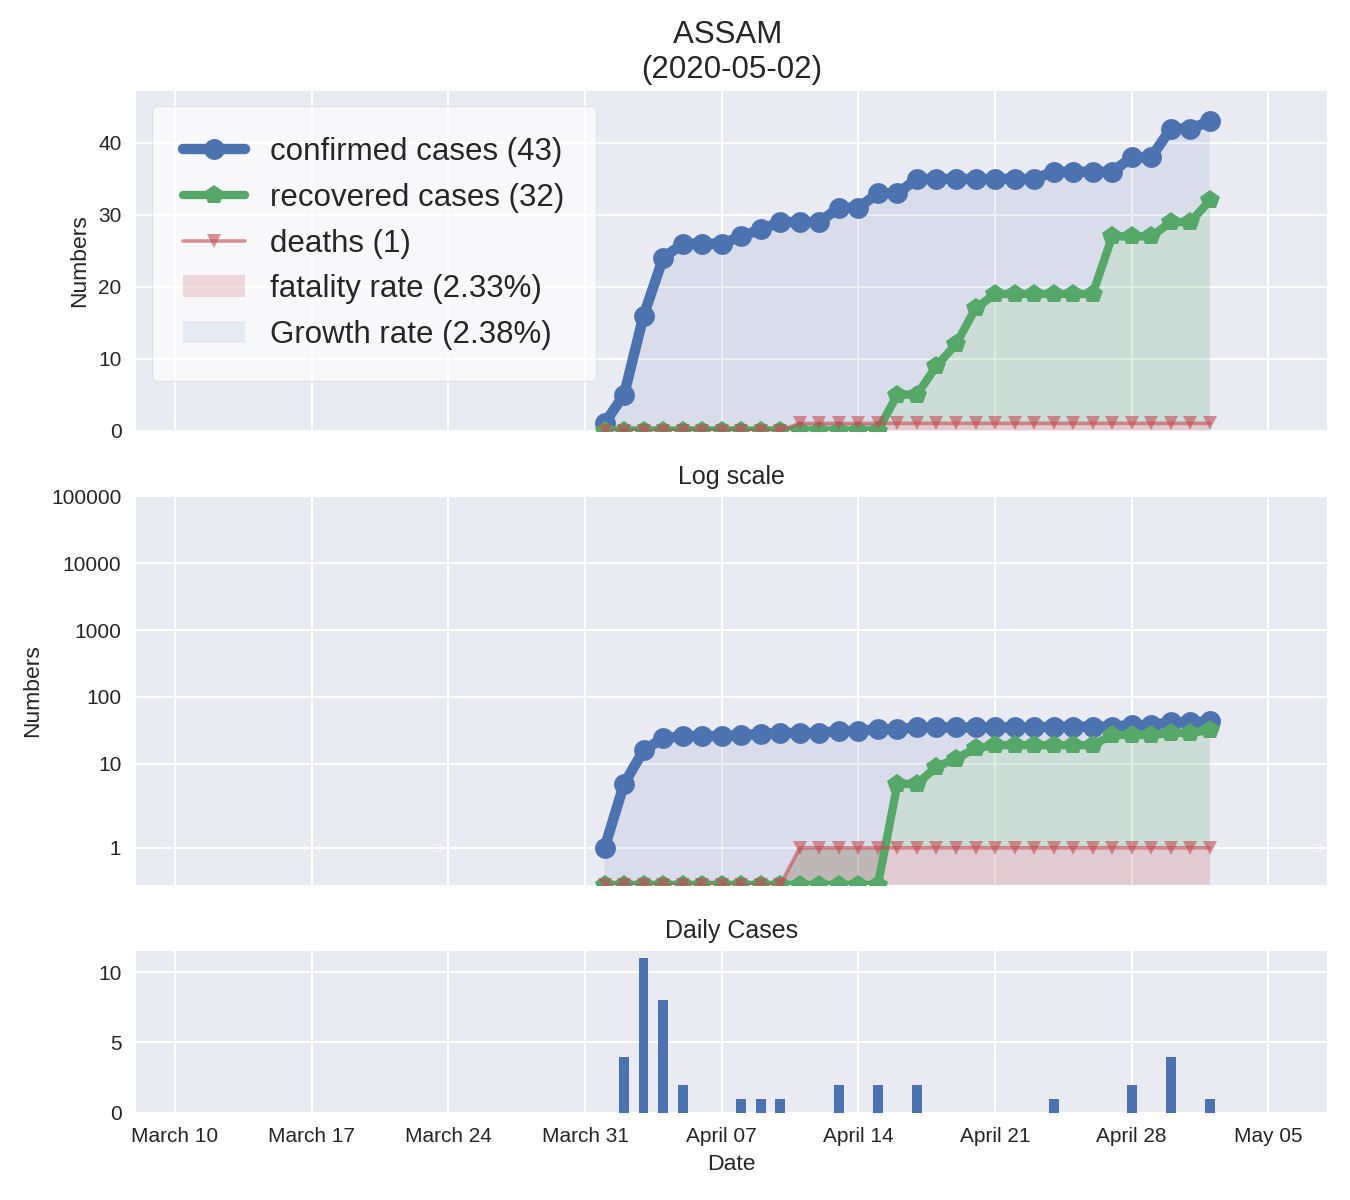 ASSAM
(2020-05-02)
confirmed cases (43)
recovered cases (32)
deaths (1)
fatality rate (2.33%)
Growth rate (2.38%)
Numbers
40
30
20
10
0
Log scale
Numbers
100000
10000
1000
100
10
1
Daily Cases
10
5
0
March 10 March 17 March 24 March 31 April 07 April 14 April 21 April 28 May 05
Date